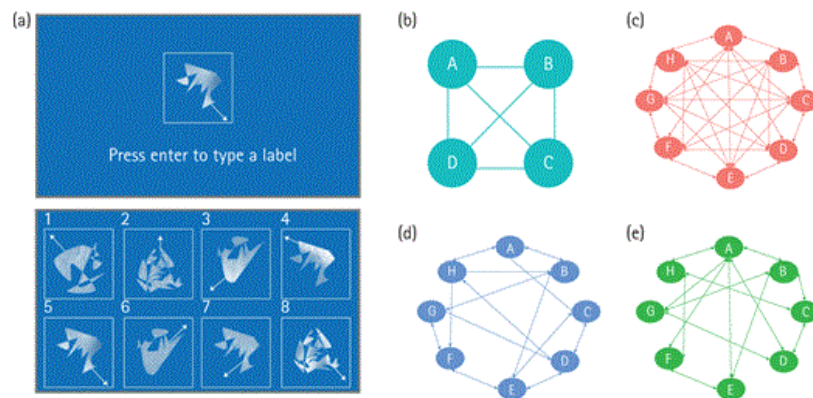 (a)
Press enter to type a label
1 2 3 4
5 6 7 8
(b)
A B
D C
(c)
A
H B
G C
F D
E
(d)
A
H B
G C
F D
E
(e)
A
H B
G C
F D
E